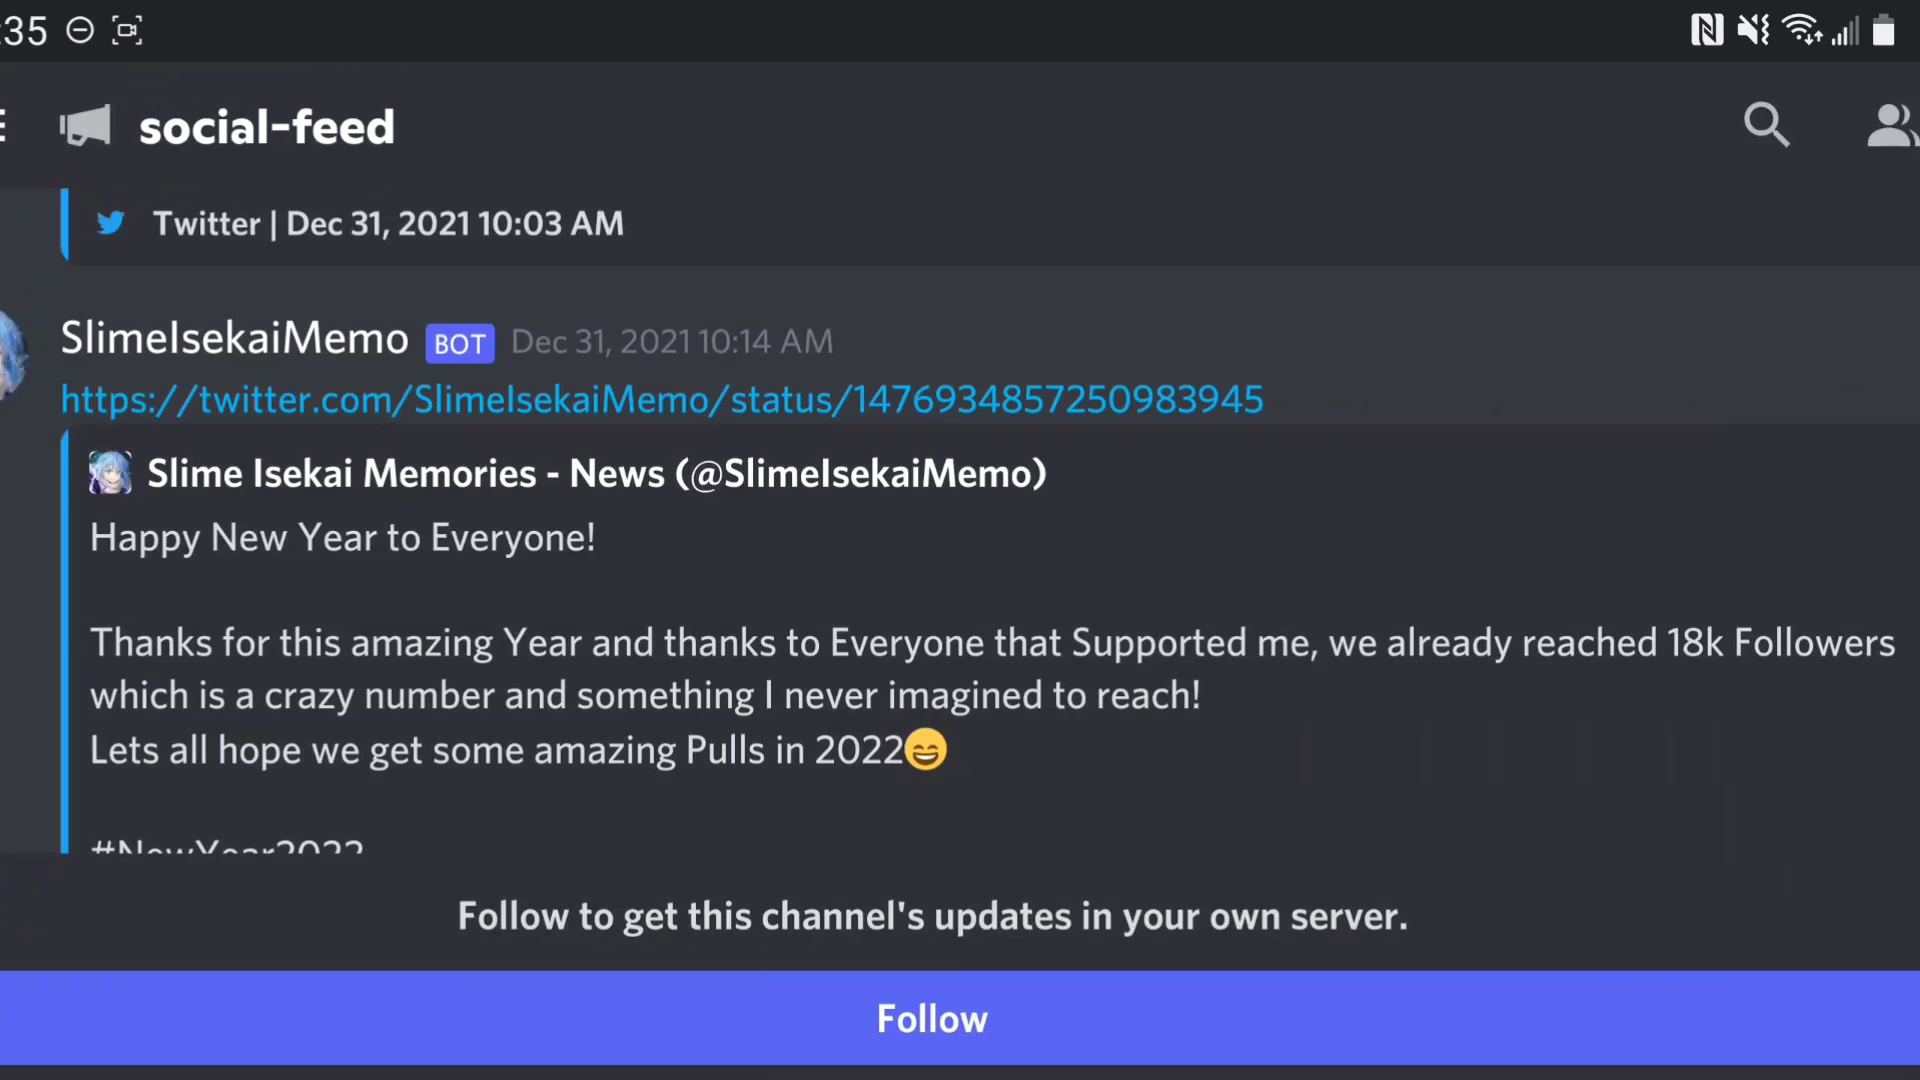 :35
social-feed
Twitter | Dec 31, 2021 10:03 AM
SlimeIsekaiMemo BOT Dec 31, 2021 10:14 AM
https://twitter.com/SlimeIsekaiMemo/status/1476934857250983945
Slime Isekai Memories - News (@SlimeIsekaiMemo)
Happy New Year to Everyone!
Thanks for this amazing Year and thanks to Everyone that Supported me, we already reached 18k Followers
which is a crazy number and something I never imagined to reach!
Lets all hope we get some amazing Pulls in 2022😄
#NewYear2022
Follow to get this channel's updates in your own server.
Follow